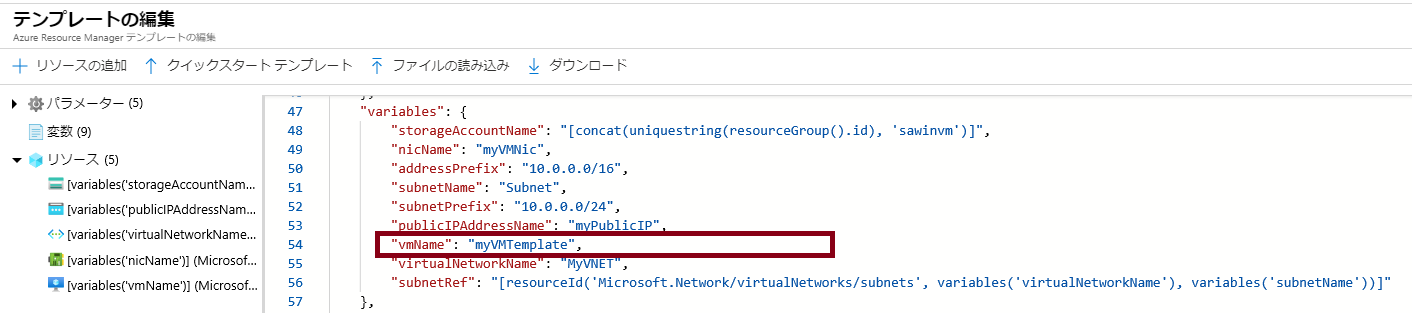 テンプレートの編集
Azure Resource Manager テンプレートの編集
リソースの追加 クイックスタート テンプレート ファイルの読み込み ダウンロード
パラメーター (5)
変数 (9)
リソース (5)
[variables('storageAccountNam...
[variables('publicIPAddressNam...
[variables('virtualNetworkName...
[variables('nicName')] (Microsof...
[variables('vmName')] (Microsof...
47 "variables": {
48 "storageAccountName": "[concat(uniquestring(resourceGroup().id), 'sawinvm')]",
49 "nicName": "myVMNic",
50 "addressPrefix": "10.0.0.0/16",
51 "subnetName": "Subnet",
52 "subnetPrefix": "10.0.0.0/24",
53 "publicIPAddressName": "myPublicIP",
54 "vmName": "myVMTemplate",
55 "virtualNetworkName": "MyVNET",
56 "subnetRef": "[resourceId('Microsoft.Network/virtualNetworks/subnets', variables('virtualNetworkName'), variables('subnetName'))]"
57 },